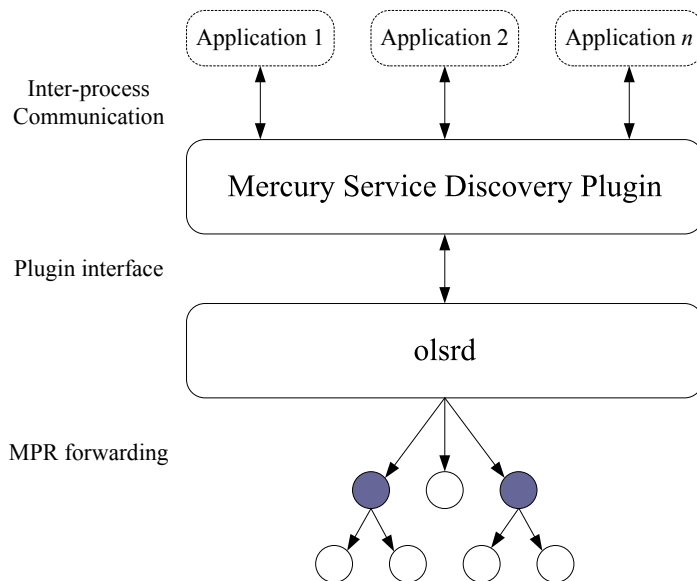 Application 1
Application 2
Application n
Inter-process
Communication
Mercury Service Discovery Plugin
Plugin interface
olsrd
MPR forwarding